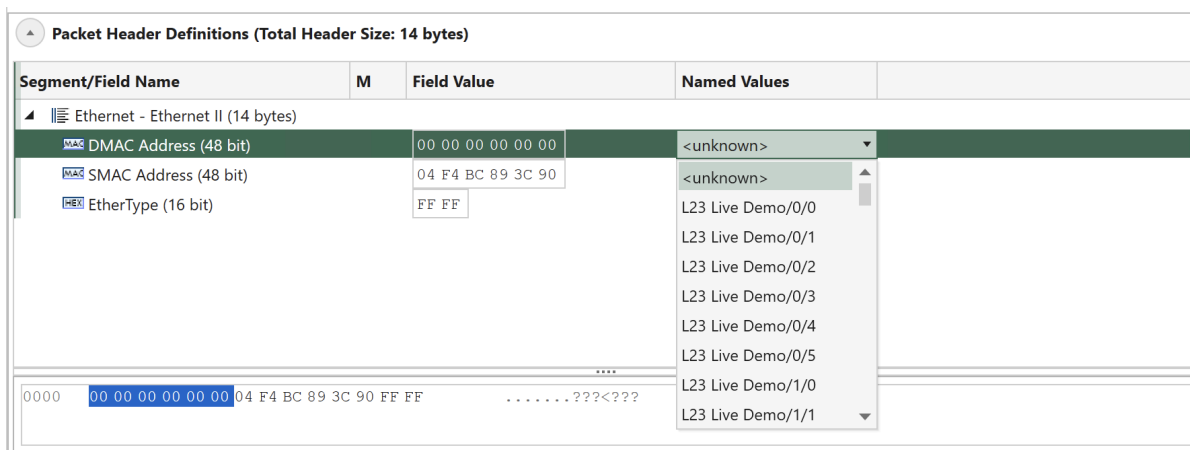 Packet Header Definitions (Total Header Size: 14 bytes)
Segment/Field Name M Field Value Named Values
Ethernet - Ethernet II (14 bytes)
MAC DMAC Address (48 bit) 00 00 00 00 00 00 <unknown>
MAC SMAC Address (48 bit) 04 F4 BC 89 3C 90 <unknown>
HEX EtherType (16 bit) FF FF L23 Live Demo/0/0
L23 Live Demo/0/1
L23 Live Demo/0/2
L23 Live Demo/0/3
L23 Live Demo/0/4
L23 Live Demo/0/5
L23 Live Demo/1/0
0000 00 00 00 00 00 00 04 F4 BC 89 3C 90 FF FF .......???<???
L23 Live Demo/1/1